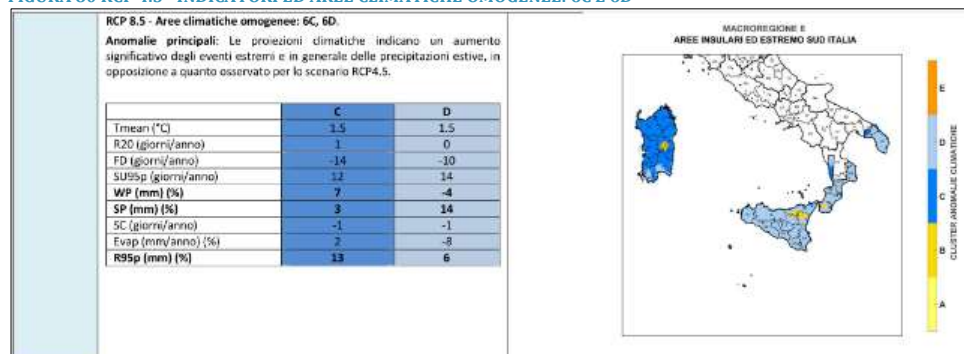 RCP 8.5 - Aree climatiche omogenee: 6C, 6D.
Anomalie principali: Le proiezioni climatiche indicano un aumento
significativo degli eventi estremi e in generale delle precipitazioni estive, in
opposizione a quanto osservato per lo scenario RCP4.5.
C D
Tmean (°C) 1.5 1.5
R20 (giorni/anno) 1 0
FD (giorni/anno) -14 -10
SU95p (giorni/anno) 12 14
WP (mm) (%) 7 -4
SP (mm) (%) 3 14
SC (giorni/anno) -1 -1
Evap (mm/anno) (%) 2 -8
R95p (mm) (%) 13 6
MACROREGIONE E
AREE INSULARI ED ESTREMO SUD ITALIA
E
D
C
B
A
CLUSTER ANOMALIE CLIMATICHE